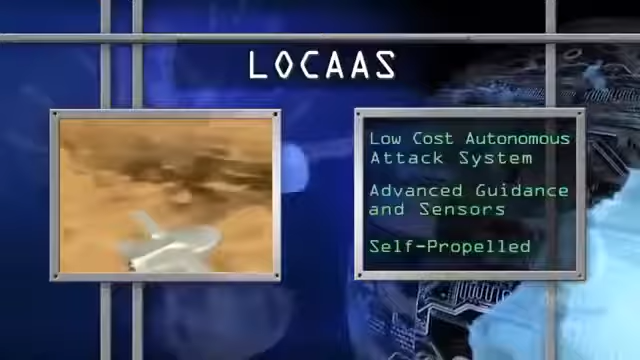 LOCAAS
Low Cost Autonomous
Attack System
Advanced Guidance
and Sensors
Self-Propelled